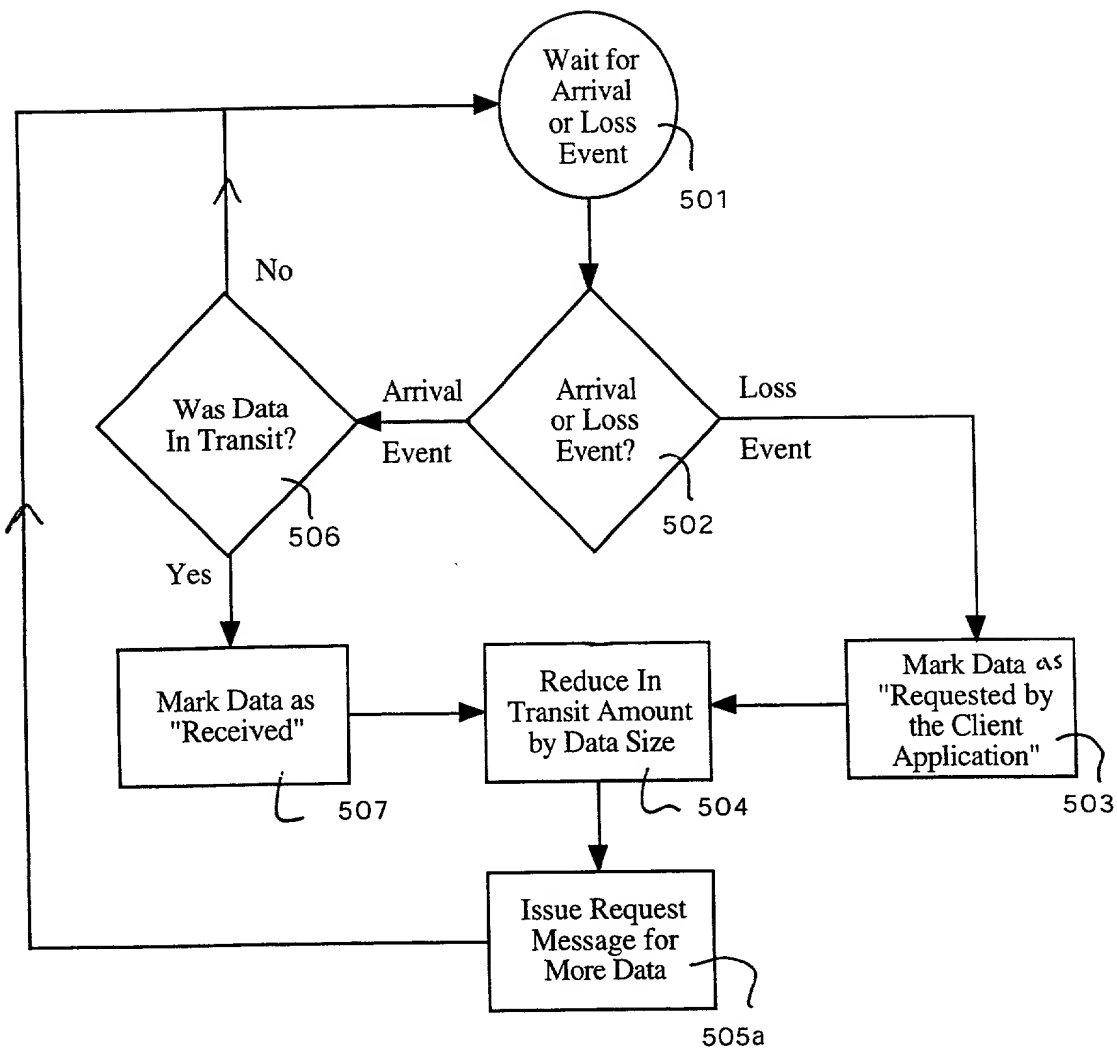 Wait for
Arrival
or Loss
Event
501
No
Was Data
In Transit?
506
Arrival
Event
Arrival
or Loss
Event?
502
Loss
Event
Yes
Mark Data as
"Received"
507
Reduce In
Transit Amount
by Data Size
504
Mark Data as
"Requested by
the Client
Application"
503
Issue Request
Message for
More Data
505a